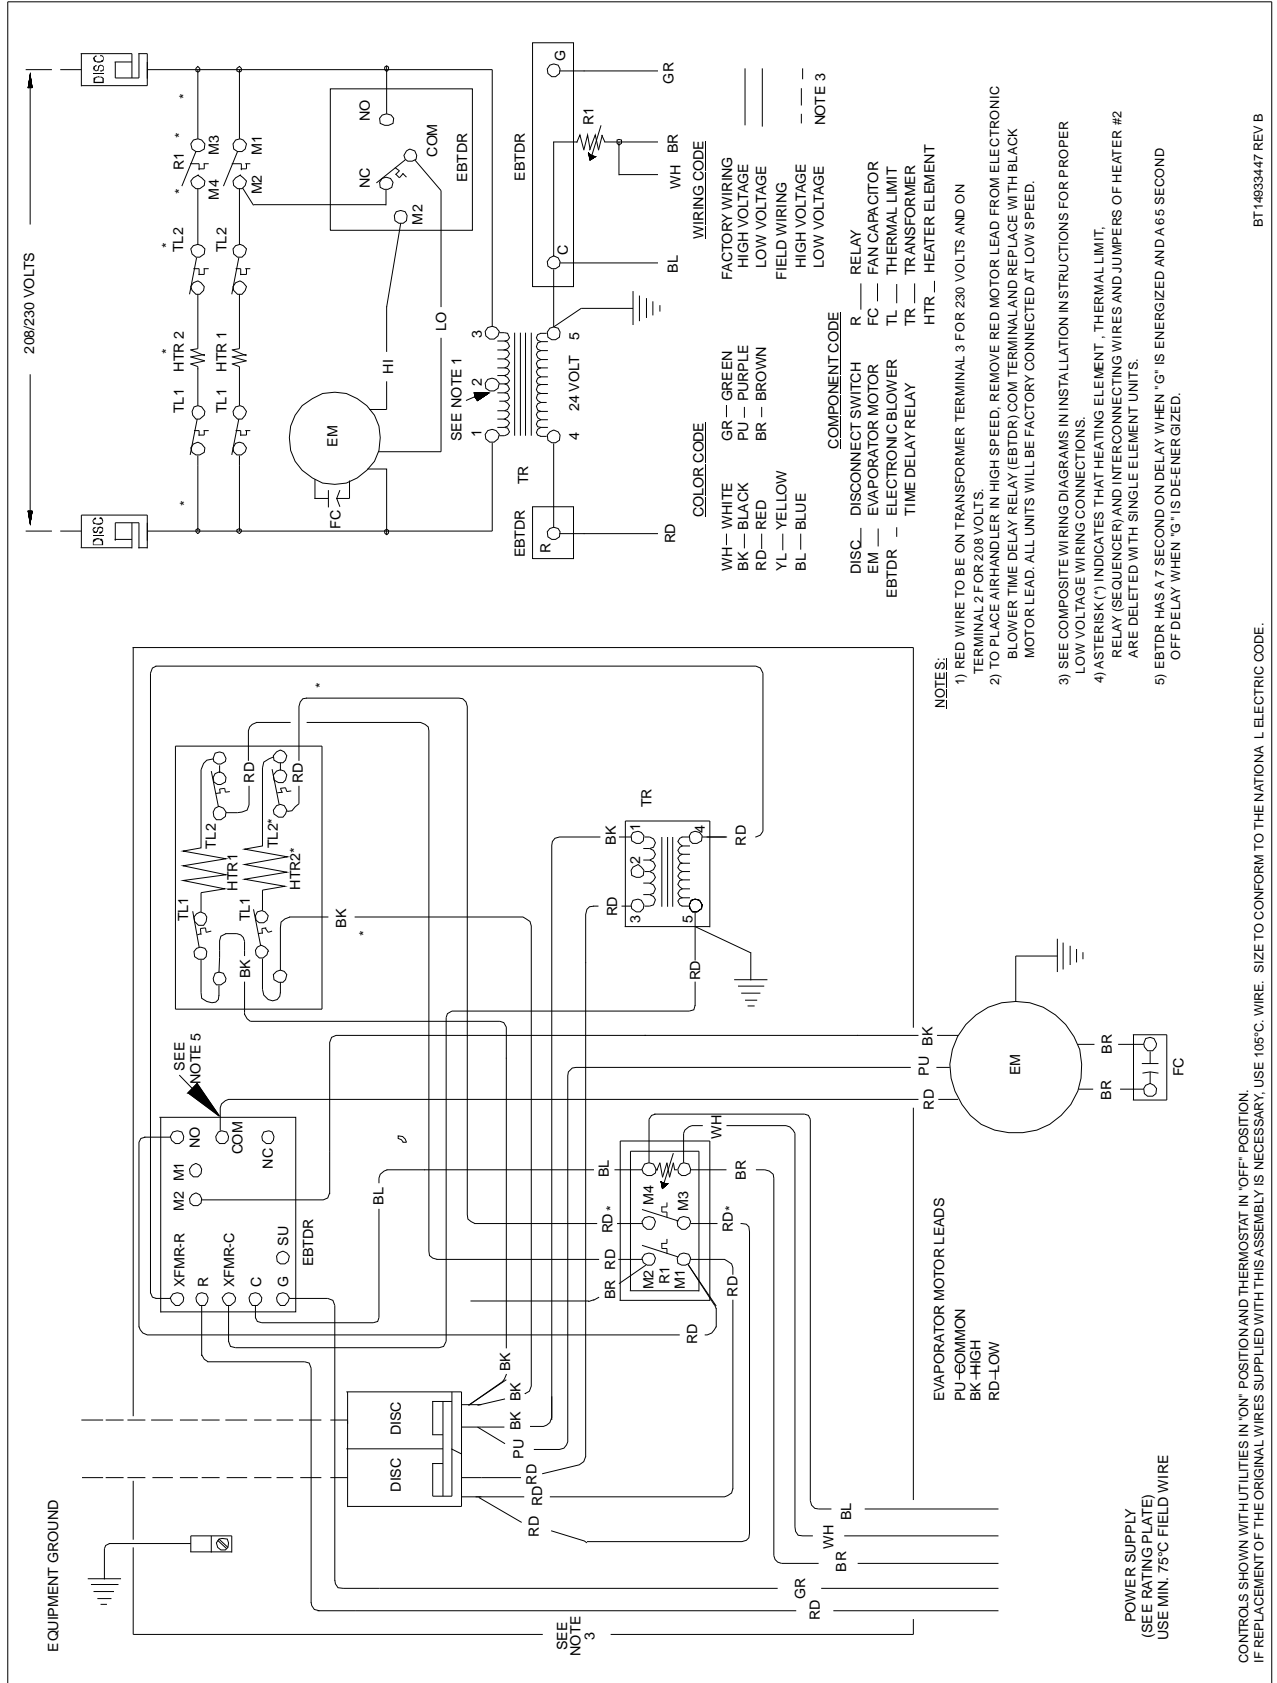 208/230 VOLTS
DISC
DISC
* R1 * *
M4 M3
M2 M1
* TL2
TL2
* HTR 2
HTR 1
TL1
TL1
*
NO
NC
COM
M2
EBTDR
HI
LO
EM
FC
SEE NOTE 1
1 2 3
4 24 VOLT 5
TR
EBTDR
R
RD
EBTDR
C G
R1
BL WH BR GR
COLOR CODE
WH — WHITE GR — GREEN
BK — BLACK PU — PURPLE
RD — RED BR — BROWN
YL — YELLOW
BL — BLUE
WIRING CODE
FACTORY WIRING
HIGH VOLTAGE
LOW VOLTAGE
FIELD WIRING
HIGH VOLTAGE
LOW VOLTAGE NOTE 3
COMPONENT CODE
DISC__ DISCONNECT SWITCH R ___ RELAY
EM ___ EVAPORATOR MOTOR FC __ FAN CAPACITOR
EBTDR _ ELECTRONIC BLOWER TL __ THERMAL LIMIT
TIME DELAY RELAY TR __ TRANSFORMER
HTR _ HEATER ELEMENT
NOTES:
1) RED WIRE TO BE ON TRANSFORMER TERMINAL 3 FOR 230 VOLTS AND ON
TERMINAL 2 FOR 208 VOLTS.
2) TO PLACE AIRHANDLER IN HIGH SPEED, REMOVE RED MOTOR LEAD FROM ELECTRONIC
BLOWER TIME DELAY RELAY (EBTDR) COM TERMINAL AND REPLACE WITH BLACK
MOTOR LEAD. ALL UNITS WILL BE FACTORY CONNECTED AT LOW SPEED.
3) SEE COMPOSITE WIRING DIAGRAMS IN INSTALLATION INSTRUCTIONS FOR PROPER
LOW VOLTAGE WIRING CONNECTIONS.
4) ASTERISK (*) INDICATES THAT HEATING ELEMENT , THERMAL LIMIT,
RELAY (SEQUENCER) AND INTERCONNECTING WIRES AND JUMPERS OF HEATER #2
ARE DELETED WITH SINGLE ELEMENT UNITS.
5) EBTDR HAS A 7 SECOND ON DELAY WHEN "G" IS ENERGIZED AND A 65 SECOND
OFF DELAY WHEN "G" IS DE-ENERGIZED.
BT14933447 REV B
EQUIPMENT GROUND
TL1 HTR1 TL2
TL1 HTR2* TL2*
BK
BK
*
RD
RD
*
SEE
NOTE 5
XFMR-R M2 M1 NO
R COM
XFMR-C
C NC
G SU
EBTDR
BL
TR
3 2 1
5 4
RD BK
RD RD
DISC DISC
RD RD RD PU BK BK BK
BR RD RD* BL
M2 M4
R1
M1 M3
RD RD RD* BR WH
RD PU BK
EM
BR BR
FC
EVAPORATOR MOTOR LEADS
PU-COMMON
BK-HIGH
RD-LOW
SEE
NOTE
3
RD GR BR WH BL
POWER SUPPLY
(SEE RATING PLATE)
USE MIN. 75°C FIELD WIRE
CONTROLS SHOWN WITH UTILITIES IN "ON" POSITION AND THERMOSTAT IN "OFF" POSITION.
IF REPLACEMENT OF THE ORIGINAL WIRES SUPPLIED WITH THIS ASSEMBLY IS NECESSARY, USE 105°C. WIRE. SIZE TO CONFORM TO THE NATIONA L ELECTRIC CODE.